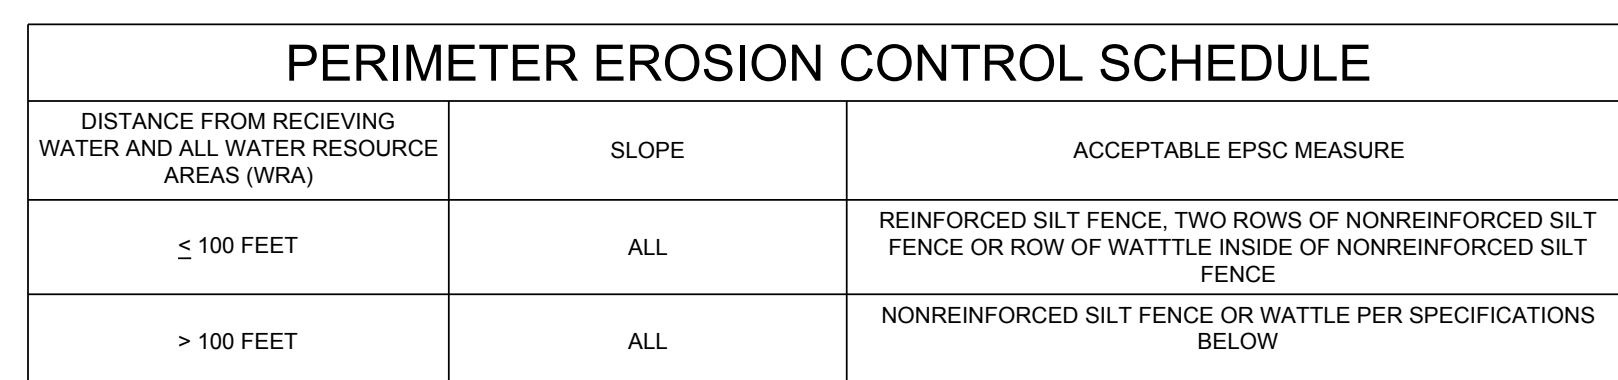 PERIMETER EROSION CONTROL SCHEDULE
DISTANCE FROM RECIEVING
WATER AND ALL WATER RESOURCE
AREAS (WRA)
SLOPE
ACCEPTABLE EPSC MEASURE
≤ 100 FEET
ALL
REINFORCED SILT FENCE, TWO ROWS OF NONREINFORCED SILT
FENCE OR ROW OF WATTTLE INSIDE OF NONREINFORCED SILT
FENCE
> 100 FEET
ALL
NONREINFORCED SILT FENCE OR WATTLE PER SPECIFICATIONS
BELOW